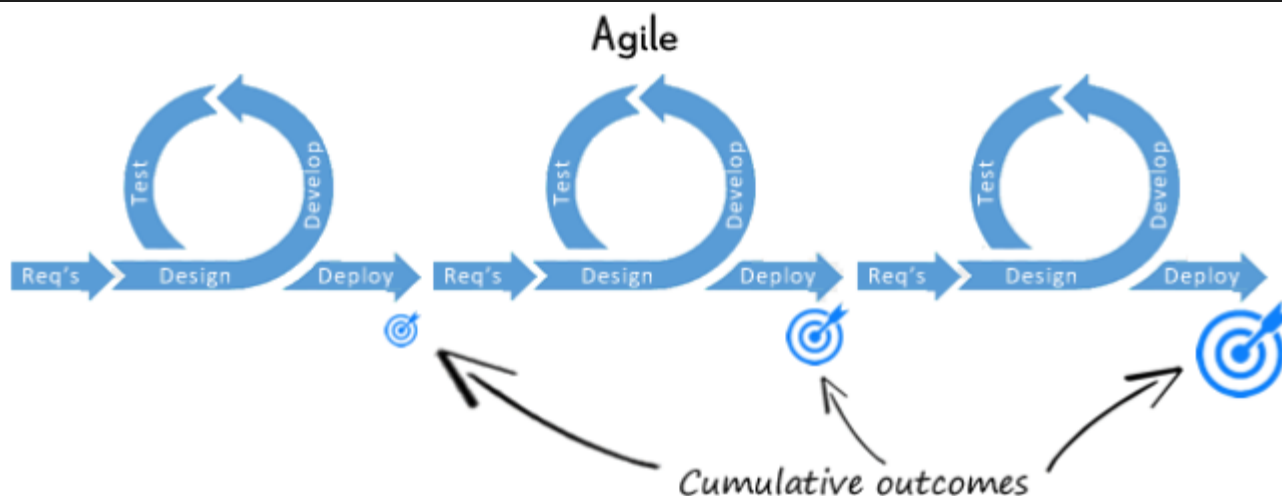 Agile
Test
Develop
Req's
Design
Deploy
Test
Develop
Req's
Design
Deploy
Test
Develop
Req's
Design
Deploy
Cumulative outcomes